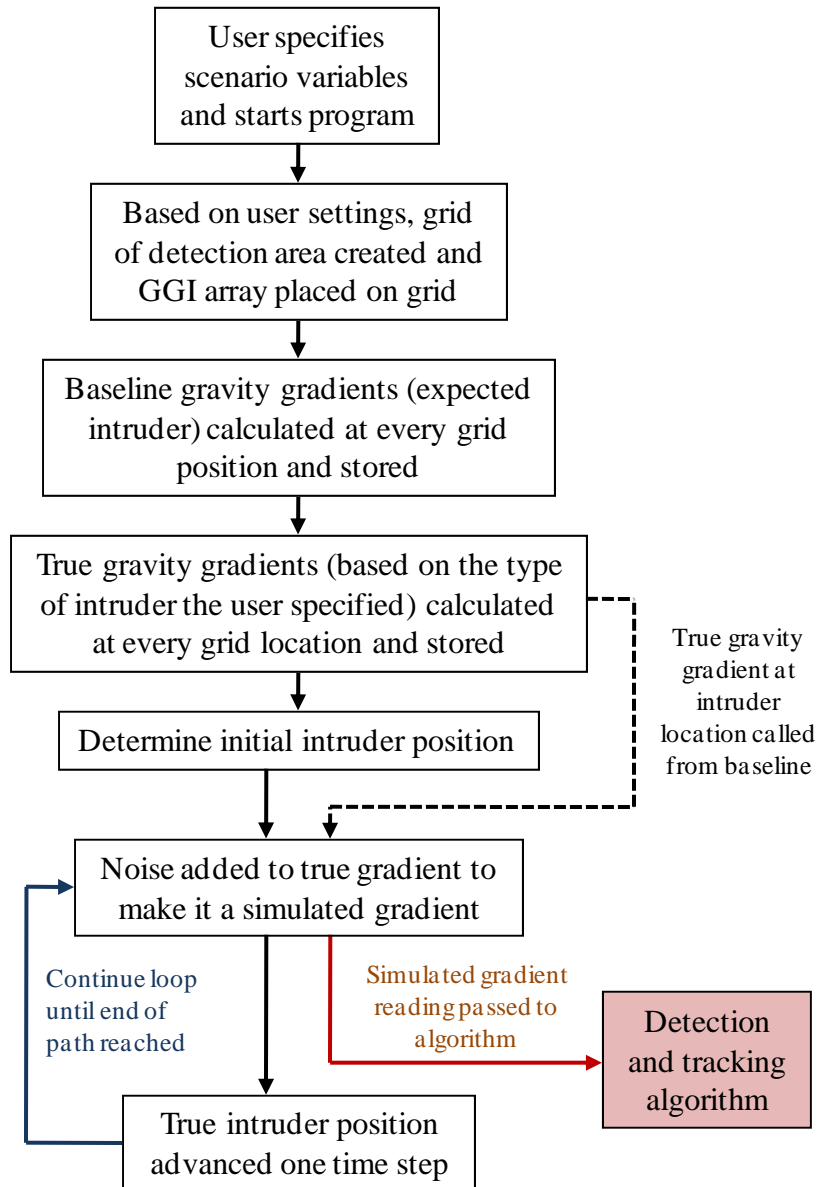 User specifies
scenario variables
and starts program
Based on user settings, grid
of detection area created and
GGI array placed on grid
Baseline gravity gradients (expected
intruder) calculated at every grid
position and stored
True gravity gradients (based on the type
of intruder the user specified) calculated
at every grid location and stored
True gravity
gradient at
intruder
location called
from baseline
Determine initial intruder position
Noise added to true gradient to
make it a simulated gradient
Continue loop
until end of
path reached
Simulated gradient
reading passed to
algorithm
Detection
and tracking
algorithm
True intruder position
advanced one time step